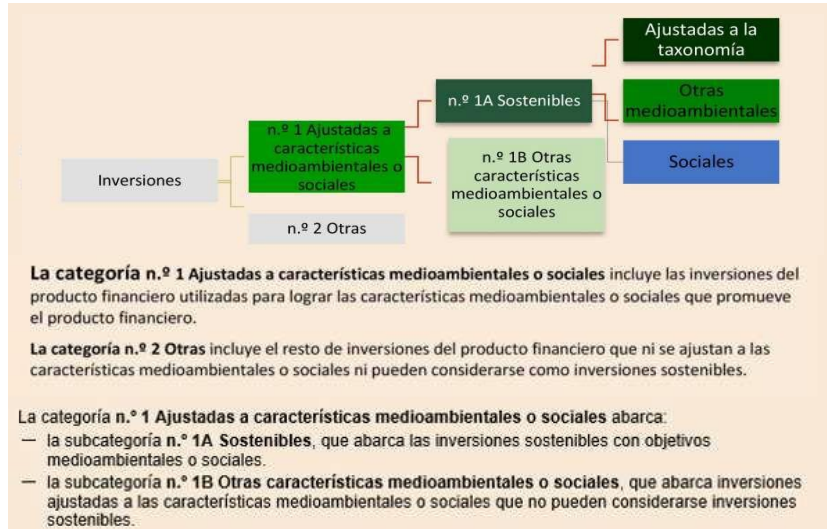 Ajustadas a la
taxonomía
n.º 1A Sostenibles
Otras
medioambientales
n.º 1 Ajustadas a
características
medioambientales o
sociales
n.º 1B Otras
características
medioambientales o
sociales
Sociales
Inversiones
n.º 2 Otras
La categoría n.º 1 Ajustadas a características medioambientales o sociales incluye las inversiones del
producto financiero utilizadas para lograr las características medioambientales o sociales que promueve
el producto financiero.
La categoría n.º 2 Otras incluye el resto de inversiones del producto financiero que ni se ajustan a las
características medioambientales o sociales ni pueden considerarse como inversiones sostenibles.
La categoría n.° 1 Ajustadas a características medioambientales o sociales abarca:
— la subcategoría n.° 1A Sostenibles, que abarca las inversiones sostenibles con objetivos
medioambientales o sociales.
— la subcategoría n.° 1B Otras características medioambientales o sociales, que abarca inversiones
ajustadas a las características medioambientales o sociales que no pueden considerarse inversiones
sostenibles.